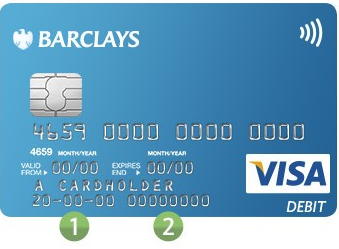 BARCLAYS
4659 0000 0000 0000
4659 MONTH/YEAR MONTH/YEAR
VALID FROM 00/00 EXPIRES END 00/00
A CARDHOLDER
20-00-00 00000000
VISA
DEBIT
1 2